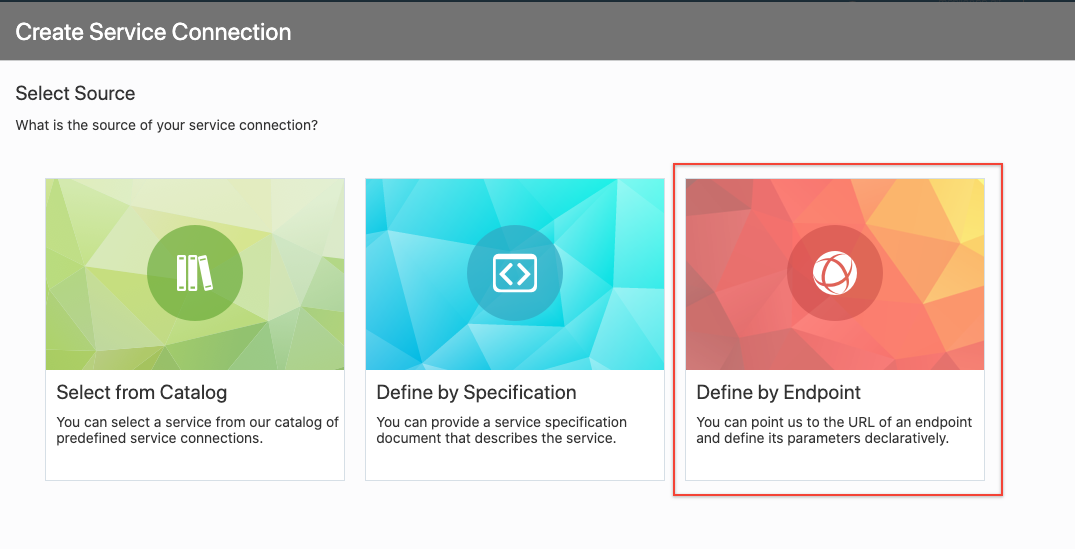 Create Service Connection
Select Source
What is the source of your service connection?
Select from Catalog
You can select a service from our catalog of
predefined service connections.
Define by Specification
You can provide a service specification
document that describes the service.
Define by Endpoint
You can point us to the URL of an endpoint
and define its parameters declaratively.